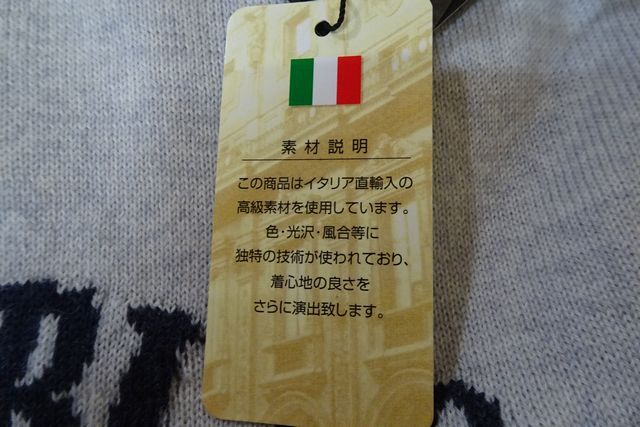 素材説明
この商品はイタリア直輸入の
高級素材を使用しています。
色・光沢・風合等に
独特の技術が使われており、
着心地の良さを
さらに演出致します。